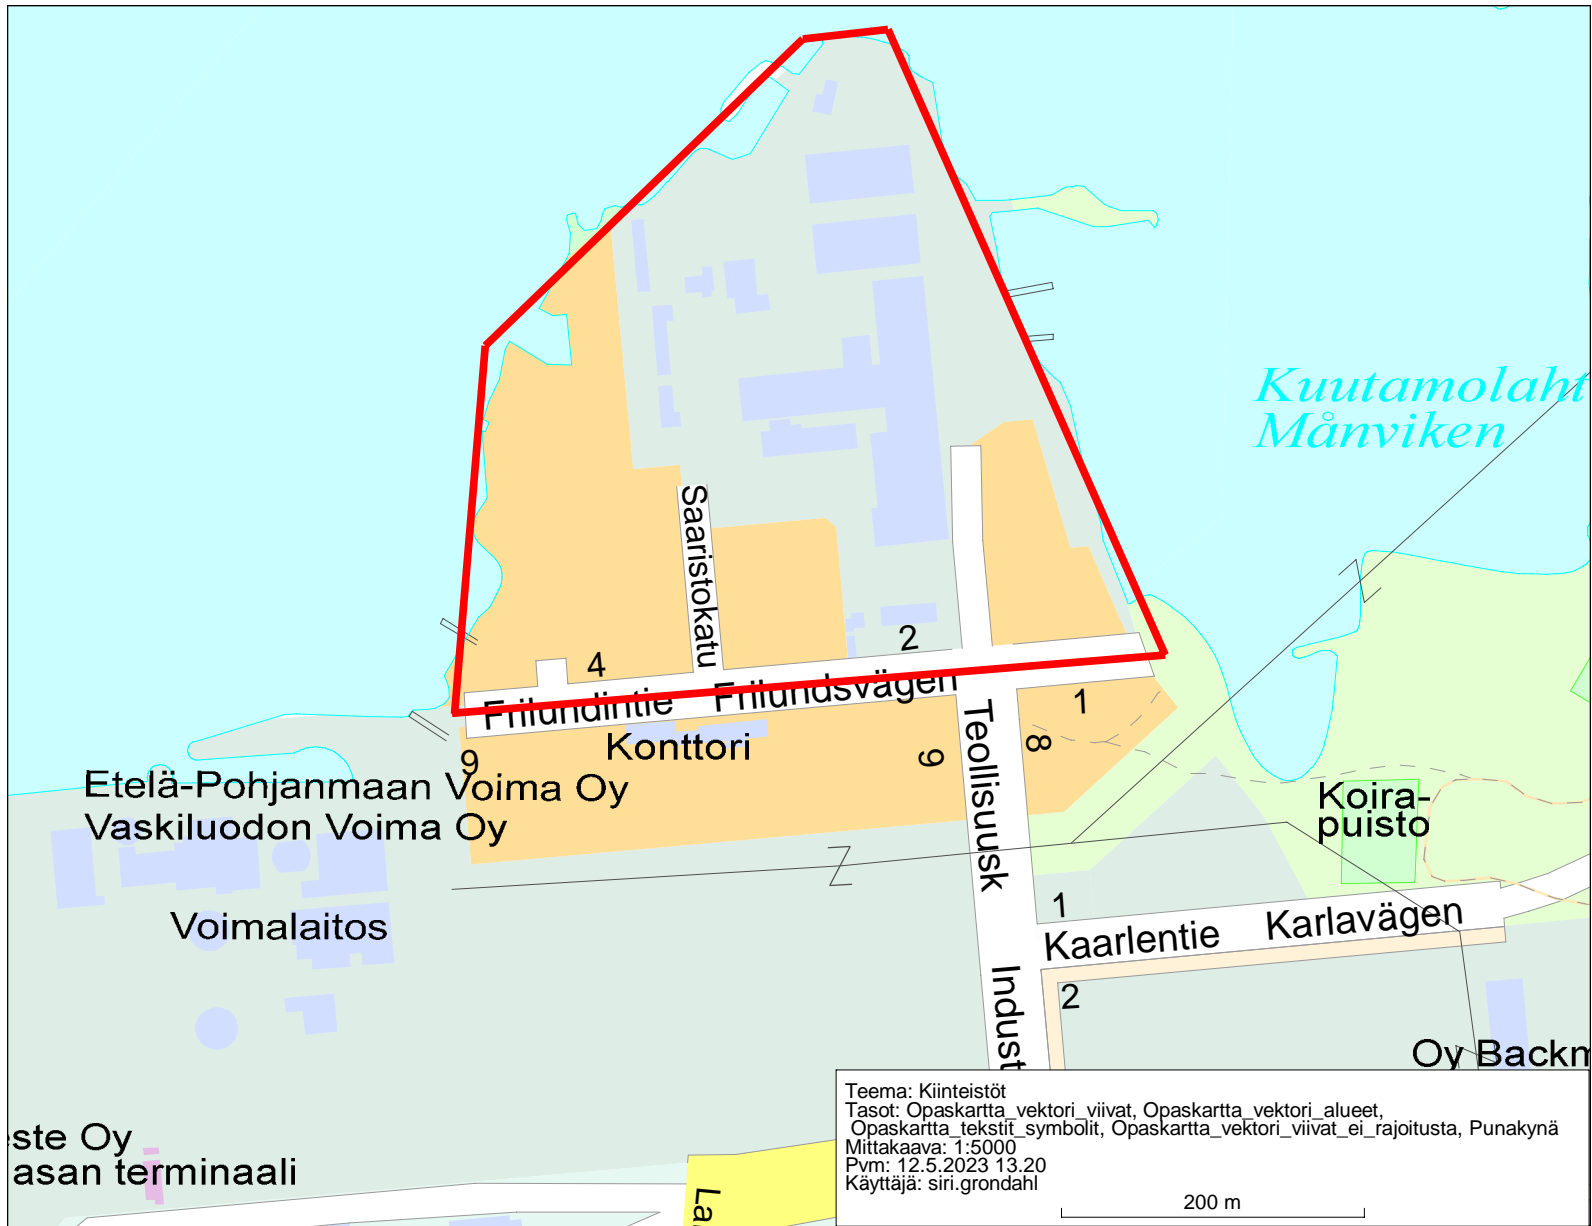 Kuutamolaht
Månviken
Saaristokatu
2
4
Frilundintie Frilundsvägen
1
Teollisuusk
8
9
9
Konttori
Etelä-Pohjanmaan Voima Oy
Vaskiluodon Voima Oy
Koira-
puisto
Voimalaitos
1
Kaarlentie Karlavägen
2
Indust
Oy Backm
ste Oy
asan terminaali
La
Teema: Kiinteistöt
Tasot: Opaskartta_vektori_viivat, Opaskartta_vektori_alueet,
Opaskartta_tekstit_symbolit, Opaskartta_vektori_viivat_ei_rajoitusta, Punakynä
Mittakaava: 1:5000
Pvm: 12.5.2023 13.20
Käyttäjä: siri.grondahl
200 m